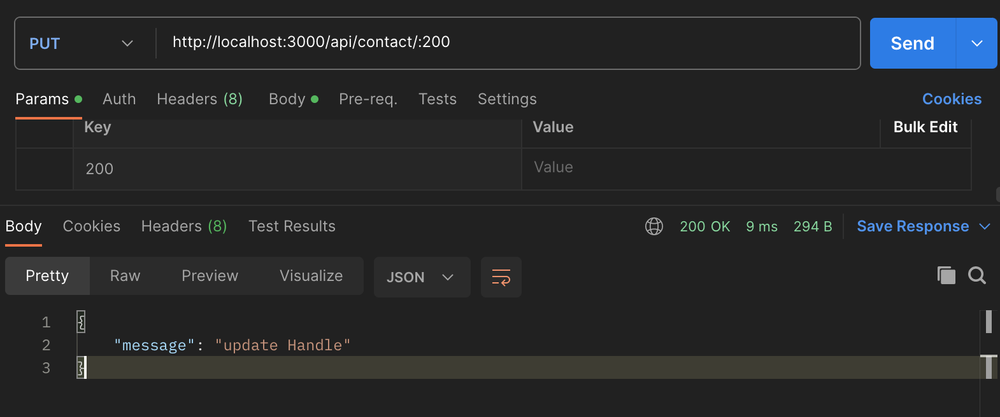 PUT http://localhost:3000/api/contact/:200 Send
Params Auth Headers (8) Body Pre-req. Tests Settings Cookies
Key Value Bulk Edit
200 Value
Body Cookies Headers (8) Test Results 200 OK 9 ms 294 B Save Response
Pretty Raw Preview Visualize JSON
1 {
2 "message": "update Handle"
3 }